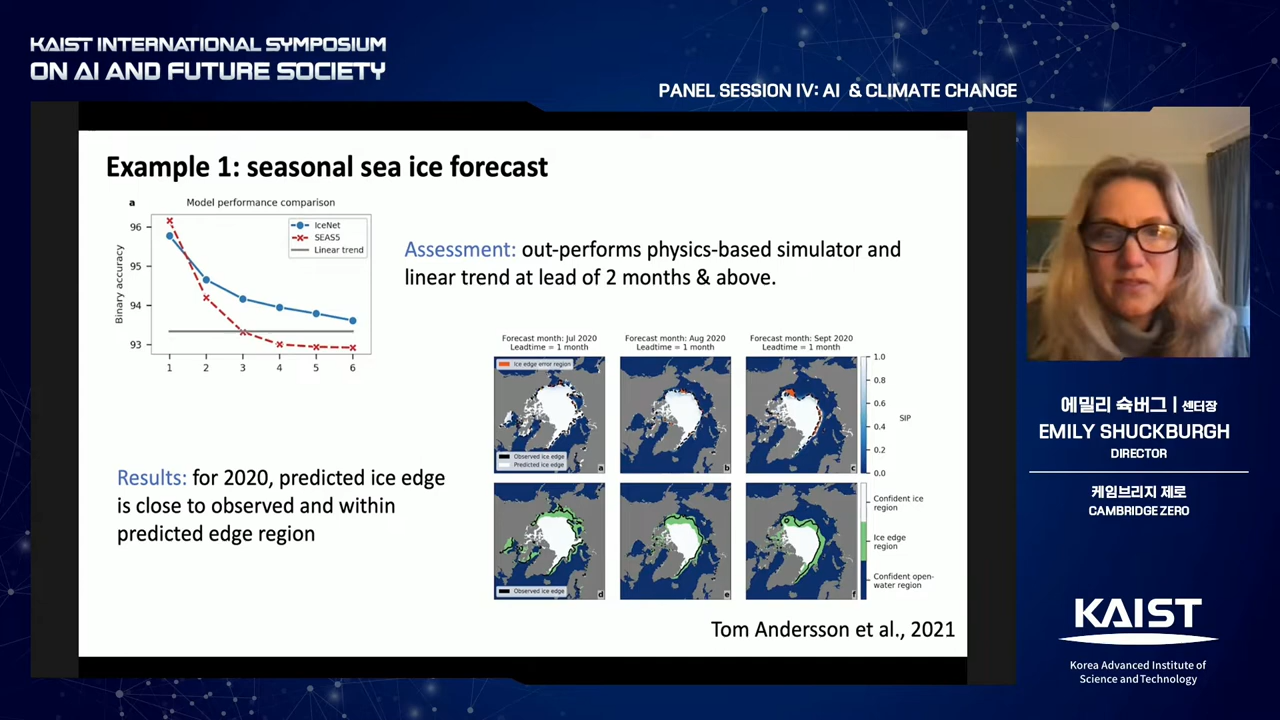 KAIST INTERNATIONAL SYMPOSIUM
ON AI AND FUTURE SOCIETY
PANEL SESSION IV: AI & CLIMATE CHANGE
Example 1: seasonal sea ice forecast
a
Model performance comparison
IceNet
SEAS5
Linear trend
Binary accuracy
96
95
94
93
1 2 3 4 5 6
Assessment: out-performs physics-based simulator and
linear trend at lead of 2 months & above.
Forecast month: Jul 2020
Leadtime = 1 month
Forecast month: Aug 2020
Leadtime = 1 month
Forecast month: Sept 2020
Leadtime = 1 month
Ice edge error region
Observed ice edge
Predicted ice edge
a
b
c
1.0
0.8
0.6
0.4
0.2
0.0
SIP
Results: for 2020, predicted ice edge
is close to observed and within
predicted edge region
Observed ice edge
d
e
f
Confident ice
region
Ice edge
region
Confident open-
water region
Tom Andersson et al., 2021
에밀리 슉버그 | 센터장
EMILY SHUCKBURGH
DIRECTOR
케임브리지 제로
CAMBRIDGE ZERO
KAIST
Korea Advanced Institute of
Science and Technology